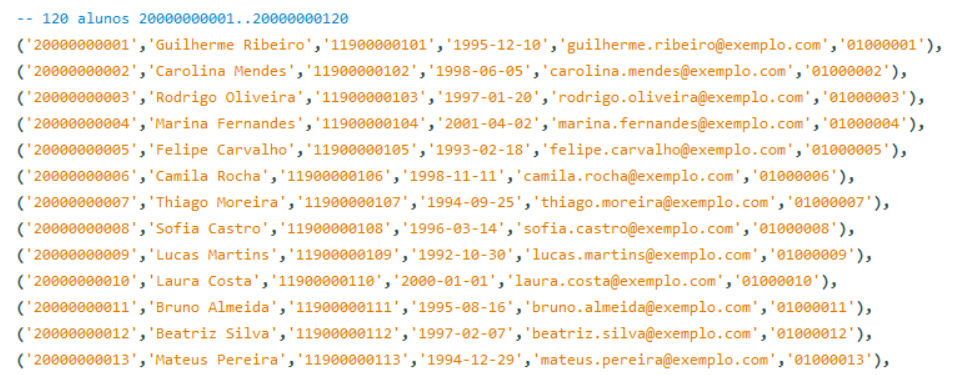 -- 120 alunos 20000000001..20000000120
('20000000001','Guilherme Ribeiro','11900000101','1995-12-10','guilherme.ribeiro@exemplo.com','01000001'),
('20000000002','Carolina Mendes','11900000102','1998-06-05','carolina.mendes@exemplo.com','01000002'),
('20000000003','Rodrigo Oliveira','11900000103','1997-01-20','rodrigo.oliveira@exemplo.com','01000003'),
('20000000004','Marina Fernandes','11900000104','2001-04-02','marina.fernandes@exemplo.com','01000004'),
('20000000005','Felipe Carvalho','11900000105','1993-02-18','felipe.carvalho@exemplo.com','01000005'),
('20000000006','Camila Rocha','11900000106','1998-11-11','camila.rocha@exemplo.com','01000006'),
('20000000007','Thiago Moreira','11900000107','1994-09-25','thiago.moreira@exemplo.com','01000007'),
('20000000008','Sofia Castro','11900000108','1996-03-14','sofia.castro@exemplo.com','01000008'),
('20000000009','Lucas Martins','11900000109','1992-10-30','lucas.martins@exemplo.com','01000009'),
('20000000010','Laura Costa','11900000110','2000-01-01','laura.costa@exemplo.com','01000010'),
('20000000011','Bruno Almeida','11900000111','1995-08-16','bruno.almeida@exemplo.com','01000011'),
('20000000012','Beatriz Silva','11900000112','1997-02-07','beatriz.silva@exemplo.com','01000012'),
('20000000013','Mateus Pereira','11900000113','1994-12-29','mateus.pereira@exemplo.com','01000013'),